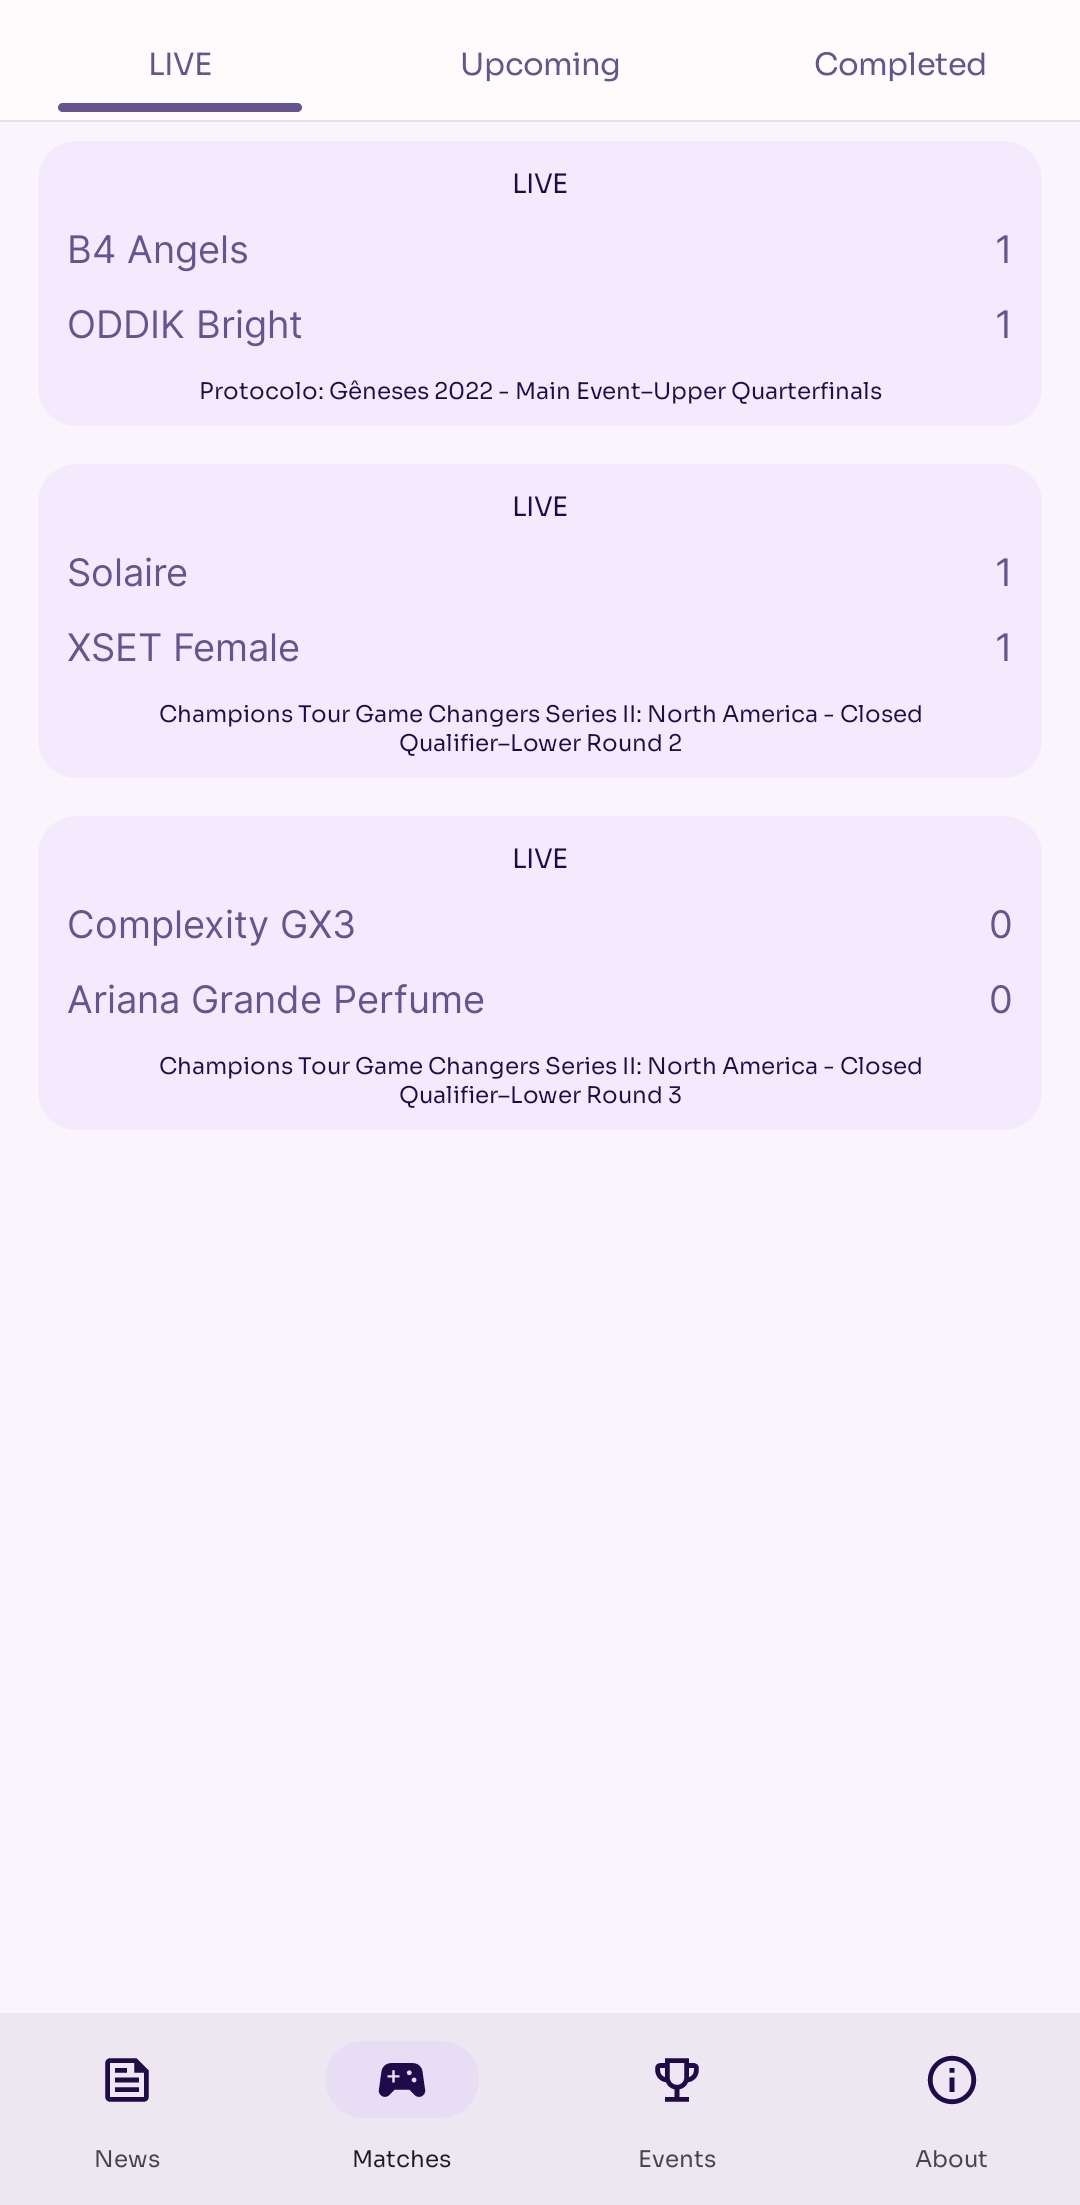 LIVE
Upcoming
Completed
LIVE
B4 Angels 1
ODDIK Bright 1
Protocolo: Gêneses 2022 - Main Event–Upper Quarterfinals
LIVE
Solaire 1
XSET Female 1
Champions Tour Game Changers Series II: North America - Closed
Qualifier–Lower Round 2
LIVE
Complexity GX3 0
Ariana Grande Perfume 0
Champions Tour Game Changers Series II: North America - Closed
Qualifier–Lower Round 3
News
Matches
Events
About